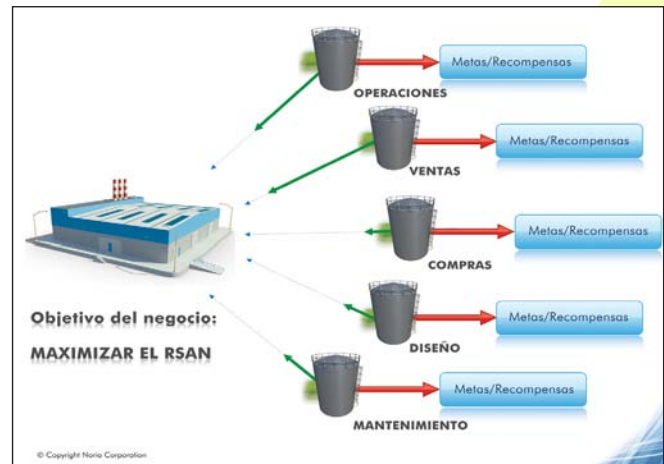 Metas/Recompensas
OPERACIONES
Metas/Recompensas
VENTAS
Metas/Recompensas
COMPRAS
Objetivo del negocio:
MAXIMIZAR EL RSAN
Metas/Recompensas
DISEÑO
Metas/Recompensas
MANTENIMIENTO
© Copyright Noria Corporation